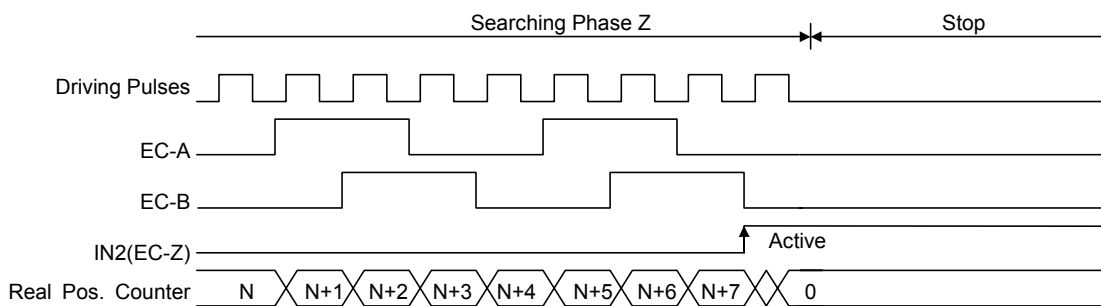 Searching Phase Z Stop
Driving Pulses
EC-A
EC-B
IN2(EC-Z) Active
Real Pos. Counter N N+1 N+2 N+3 N+4 N+5 N+6 N+7 0